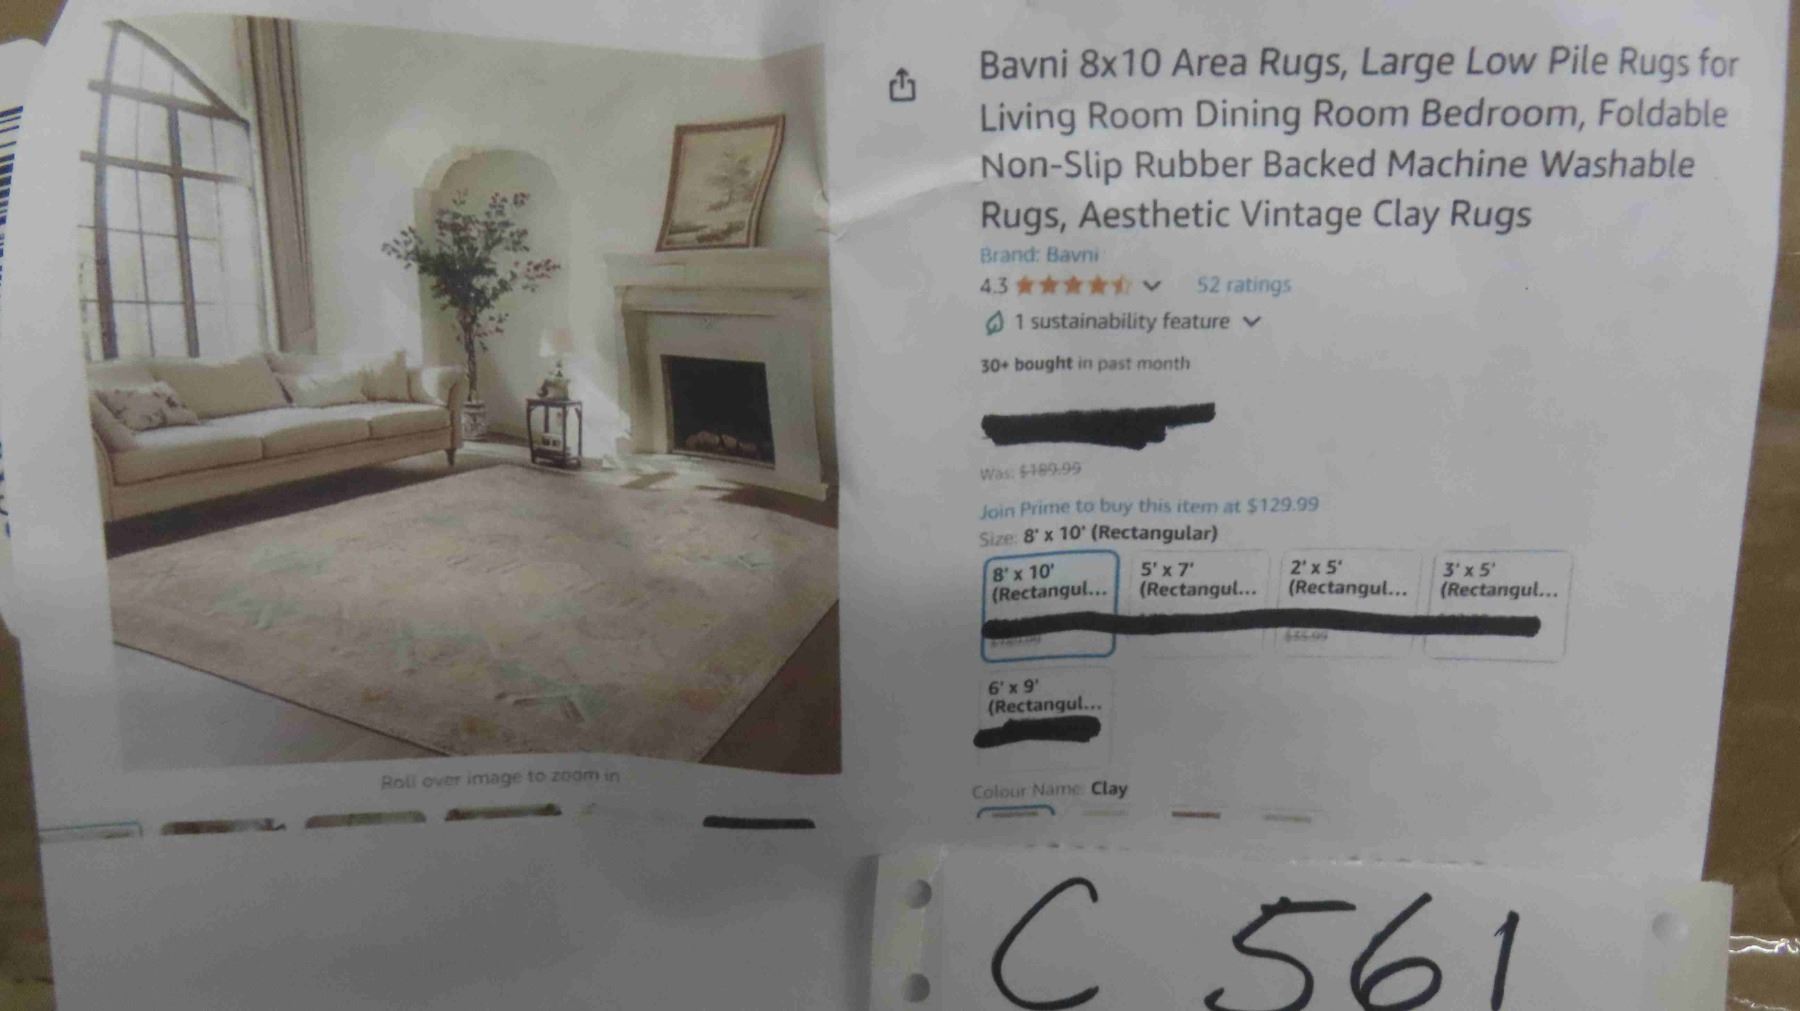 Bavni 8x10 Area Rugs, Large Low Pile Rugs for
Living Room Dining Room Bedroom, Foldable
Non-Slip Rubber Backed Machine Washable
Rugs, Aesthetic Vintage Clay Rugs
Brand: Bavni
4.3 52 ratings
1 sustainability feature
30+ bought in past month
Was: $189.99
Join Prime to buy this item at $129.99
Size: 8' x 10' (Rectangular)
8' x 10' 5' x 7' 2' x 5' 3' x 5'
(Rectangul... (Rectangul... (Rectangul... (Rectangul...
$35.99
6' x 9'
(Rectangul...
Roll over image to zoom in
Colour Name: Clay
C 561